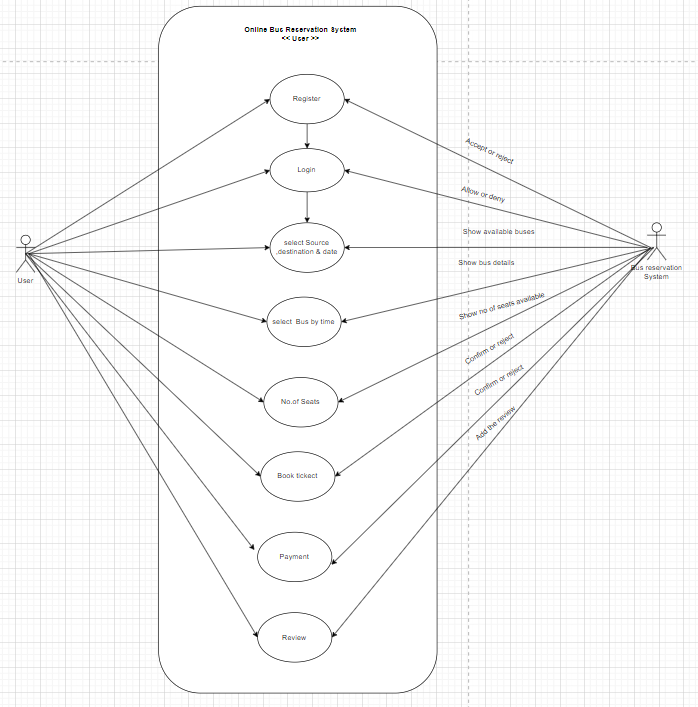 Online Bus Reservation System
<< User >>
Register
Accept or reject
Login
Allow or deny
Show available buses
select Source
,destination & date
User
Show bus details
Bus reservation
System
Show no of seats available
select Bus by time
Confirm or reject
No.of Seats
Confirm or reject
Add the review
Book tickect
Payment
Review